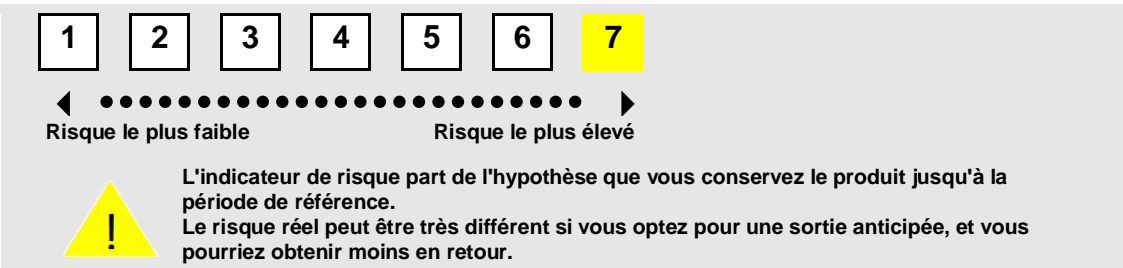 1 2 3 4 5 6 7
Risque le plus faible Risque le plus élevé
L'indicateur de risque part de l'hypothèse que vous conservez le produit jusqu'à la
période de référence.
Le risque réel peut être très différent si vous optez pour une sortie anticipée, et vous
pourriez obtenir moins en retour.
!